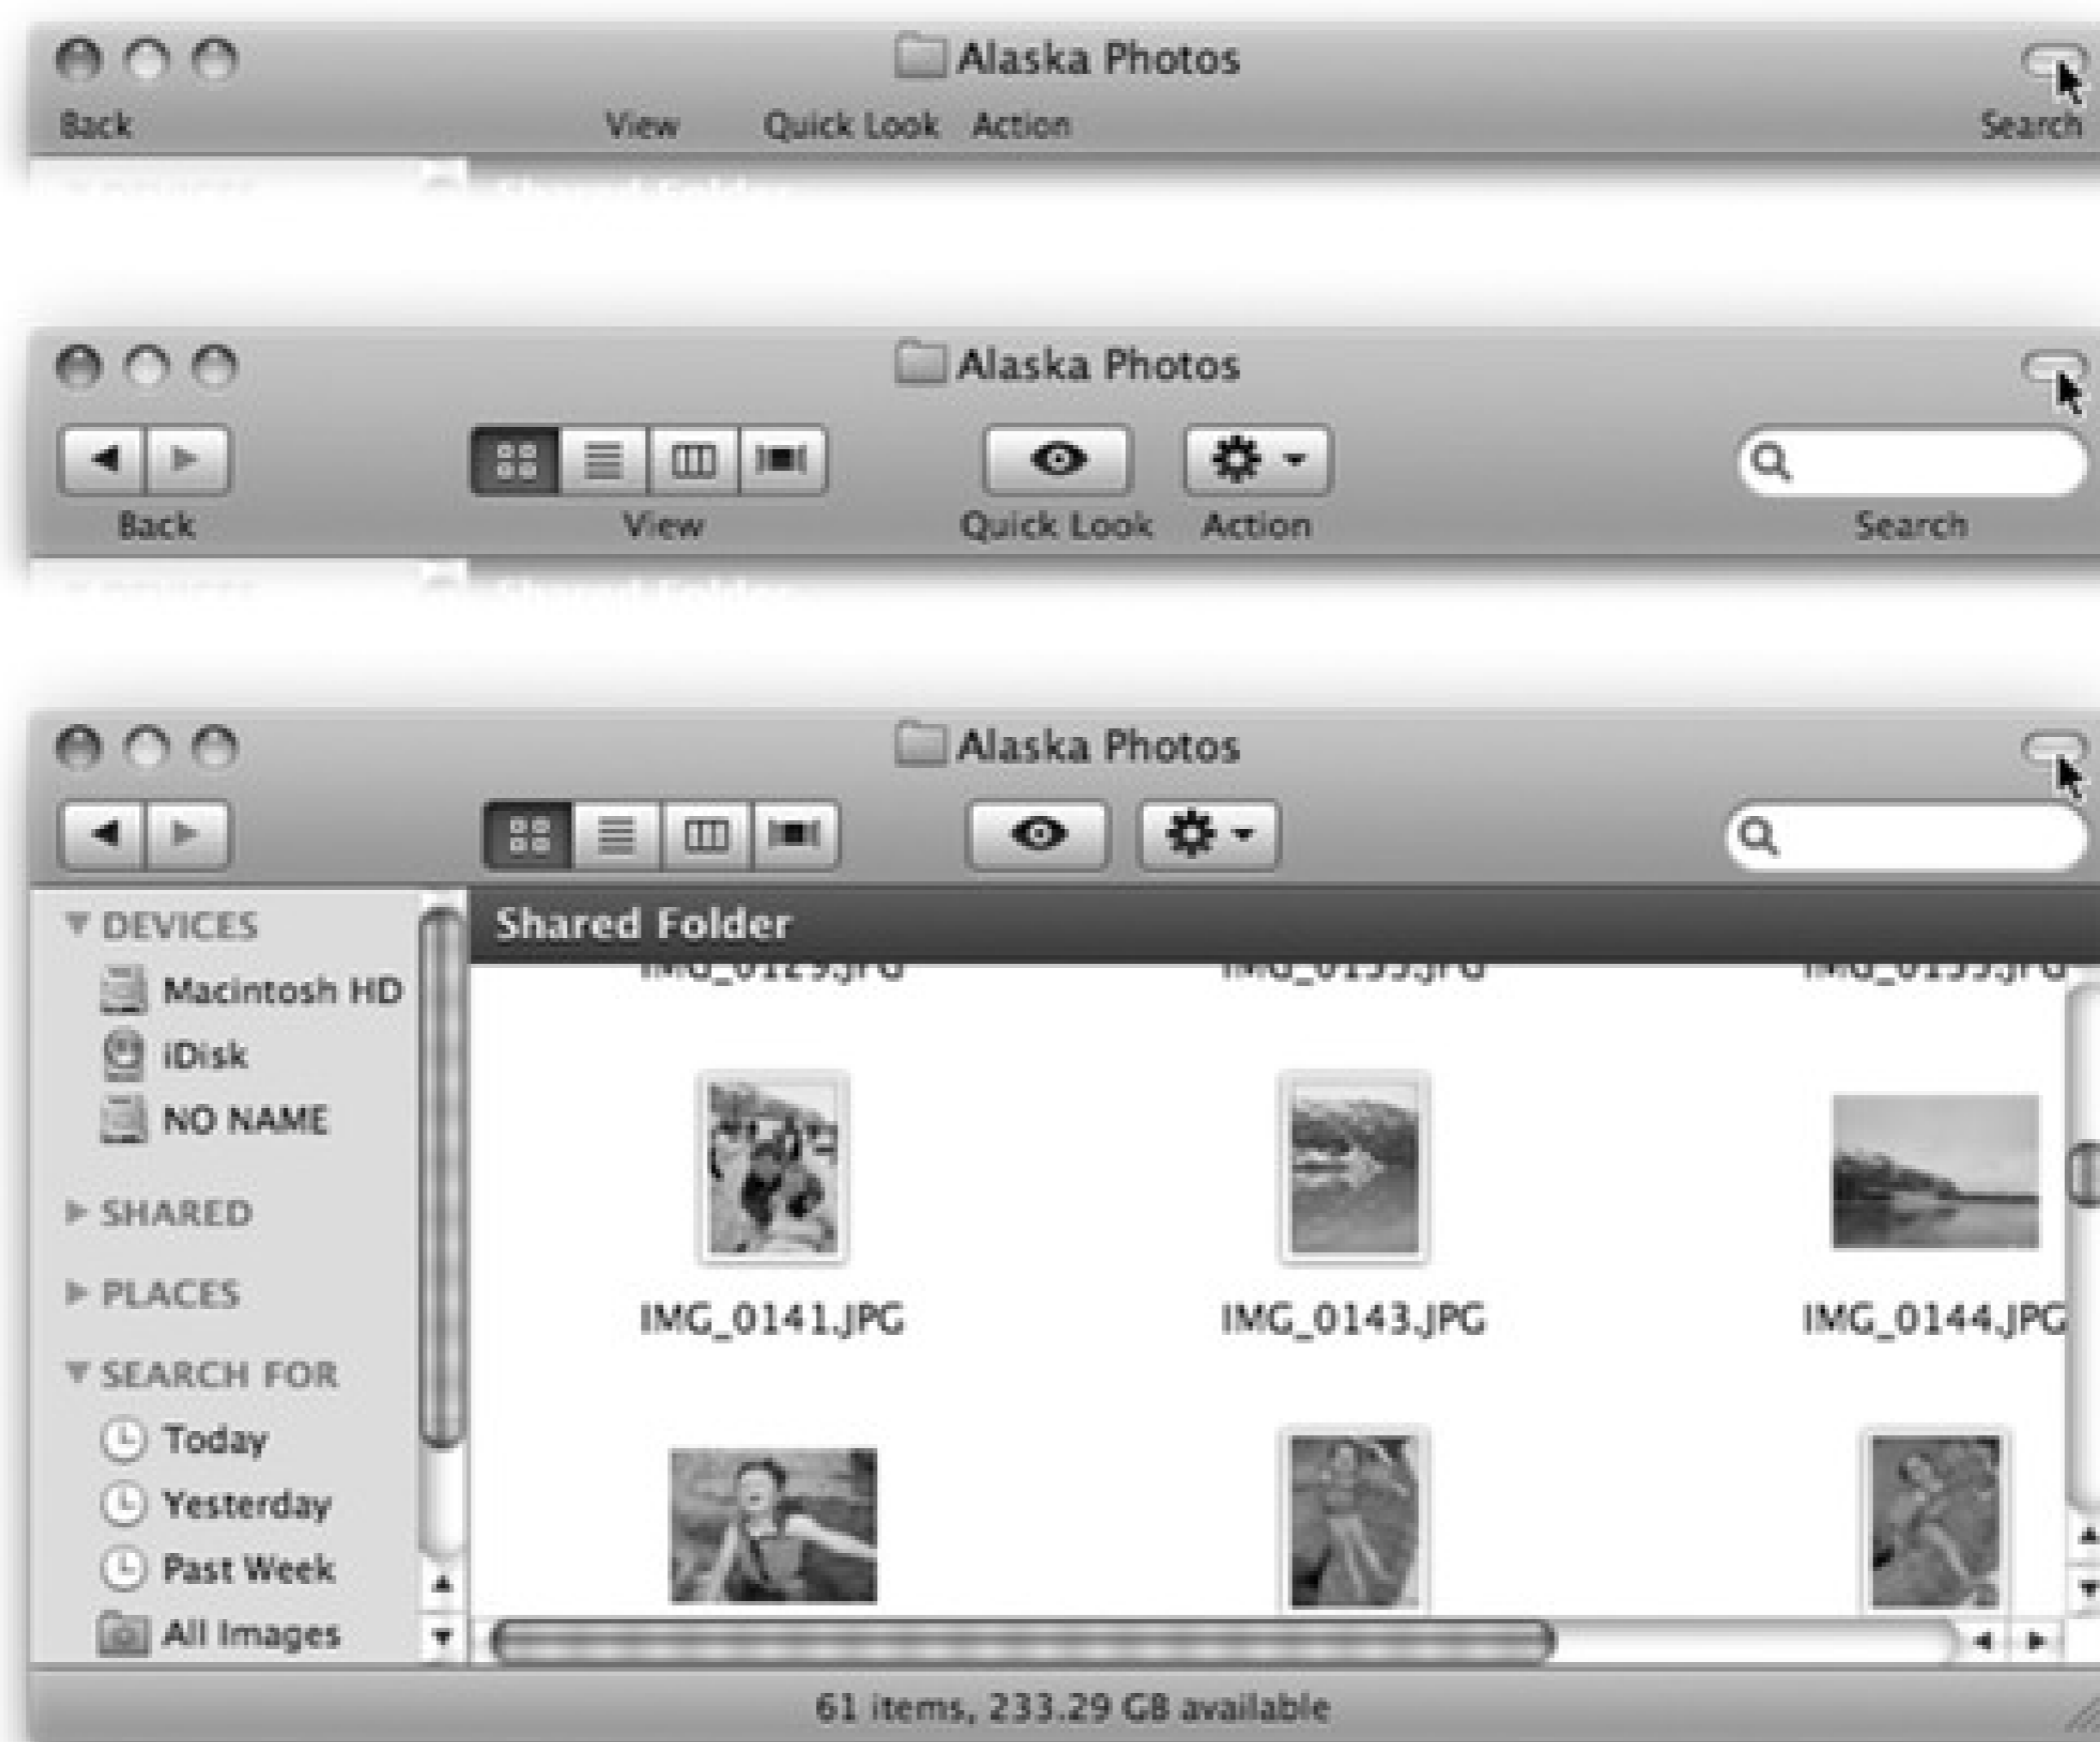 Alaska Photos
Back View Quick Look Action Search
Alaska Photos
Back View Quick Look Action Search
Alaska Photos
DEVICES
Macintosh HD
iDisk
NO NAME
SHARED
PLACES
SEARCH FOR
Today
Yesterday
Past Week
All Images
Shared Folder
IMG_0141.JPG IMG_0143.JPG IMG_0144.JPG
61 items, 233.29 GB available